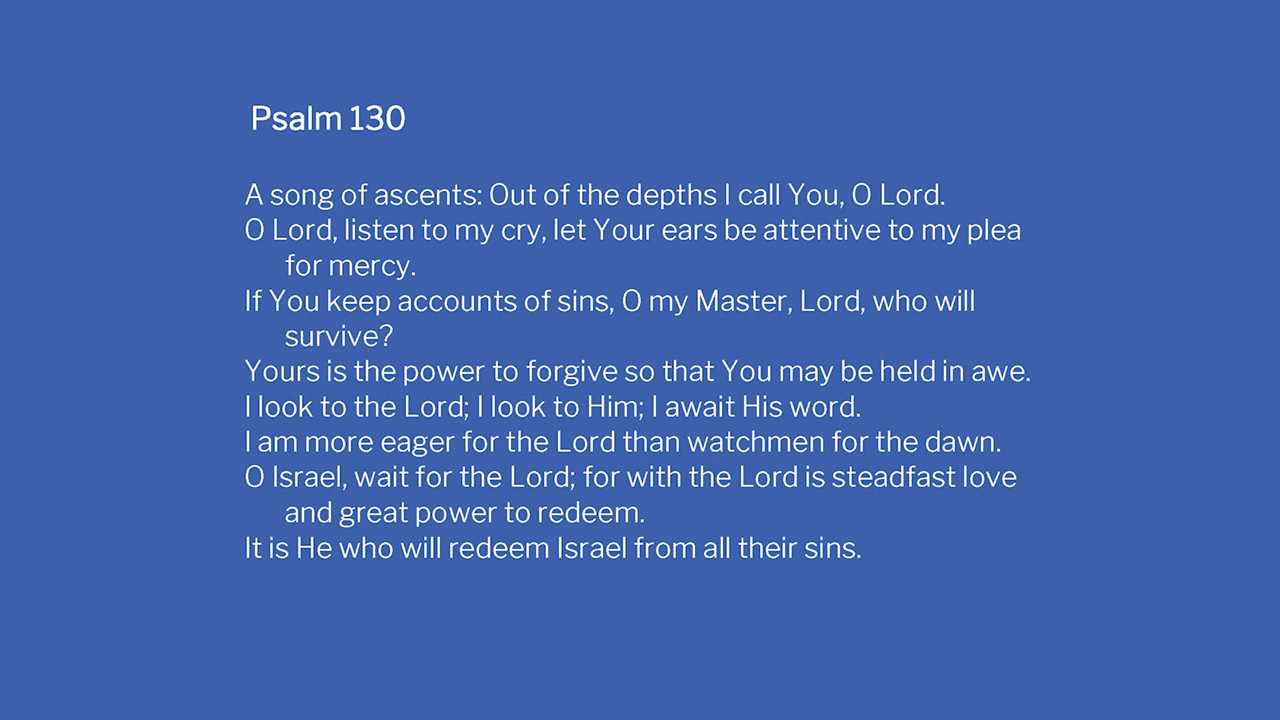 Psalm 130
A song of ascents: Out of the depths I call You, O Lord.
O Lord, listen to my cry, let Your ears be attentive to my plea
for mercy.
If You keep accounts of sins, O my Master, Lord, who will
survive?
Yours is the power to forgive so that You may be held in awe.
I look to the Lord; I look to Him; I await His word.
I am more eager for the Lord than watchmen for the dawn.
O Israel, wait for the Lord; for with the Lord is steadfast love
and great power to redeem.
It is He who will redeem Israel from all their sins.